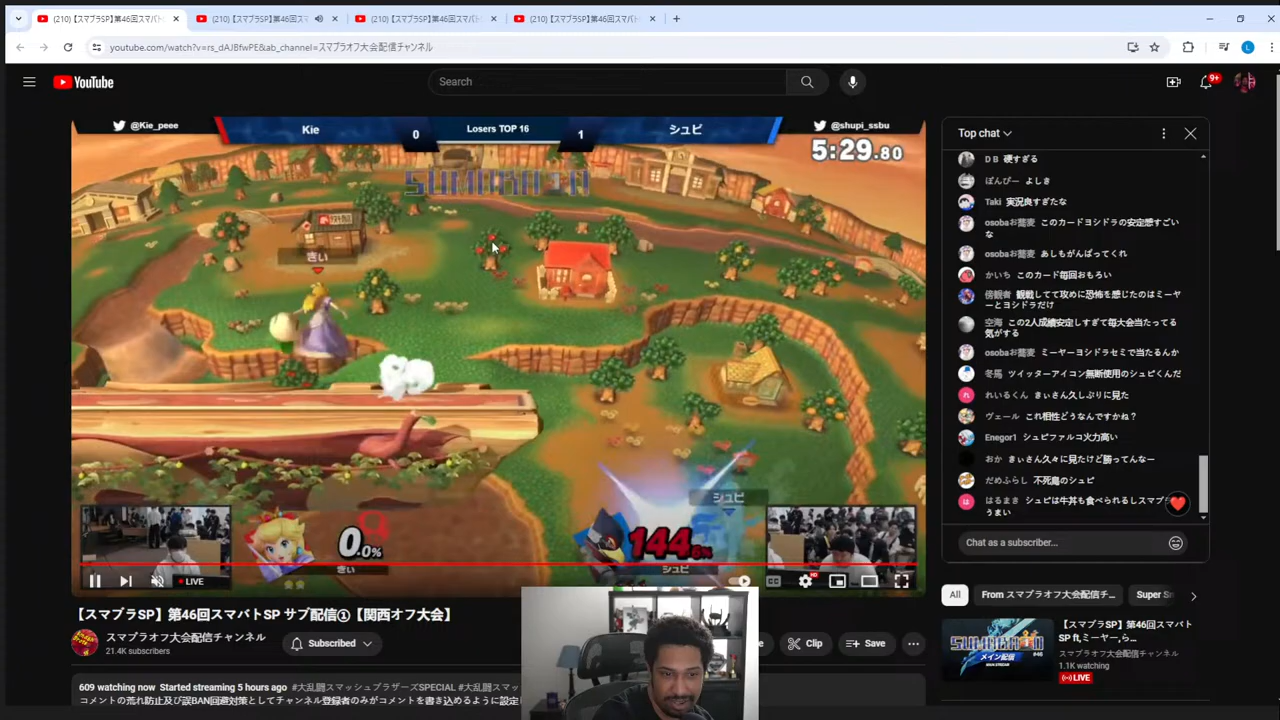 (210)【スマブラSP】第46回スマ
(210)【スマブラSP】第46回ス
(210)【スマブラSP】第46回スマバト
(210)【スマブラSP】第46回スマバト
youtube.com/watch?v=rs_dAJBfwPE&ab_channel=スマブラオフ大会配信チャンネル
L
YouTube
Search
9+
@Kie_peee
Kie
0
Losers TOP 16
1
シュピ
@shupi_ssbu
5:29.80
SUMABATO
きい
シュピ
0.0%
きい
144
%
シュピ
LIVE
HD
Top chat
D B 硬すぎる
ぽんぴー よしき
Taki 実況良すぎたな
osobaお蕎麦 このカードヨシドラの安定感すごい
な
osobaお蕎麦 あしもがんばってくれ
かいち このカード毎回おもろい
傍観者 観戦してて攻めに恐怖を感じたのはミーヤ
ーとヨシドラだけ
空海 この2人成績安定しすぎて毎大会当たってる
気がする
osobaお蕎麦 ミーヤーヨシドラセミで当たるんか
冬馬 ツイッターアイコン無断使用のシュピくんだ
れいるくん きぃさん久しぶりに見た
ヴェール これ相性どうなんですかね？
Enegor1 シュピファルコ火力高い
おか きぃさん久々に見たけど勝ってんなー
だめふらし 不死鳥のシュピ
はるまき シュピは牛丼も食べられるしスマブ
うまい
Chat as a subscriber...
【スマブラSP】第46回スマバトSP サブ配信①【関西オフ大会】
スマブラオフ大会配信チャンネル
21.4K subscribers
Subscribed
Clip
Save
609 watching now Started streaming 5 hours ago #大乱闘スマッシュブラザーズSPECIAL #大乱闘スマッシ
コメントの荒れ防止及び誤BAN回避対策としてチャンネル登録者のみがコメントを書き込めるように設定
All
From スマブラオフ大会配信チ...
Super Sm
SUMABATO
#46
メイン配信
MAIN STREAM
【スマブラSP】第46回スマバト
SP ft,ミーヤー,ら...
スマブラオフ大会配信チャンネル
1.1K watching
LIVE